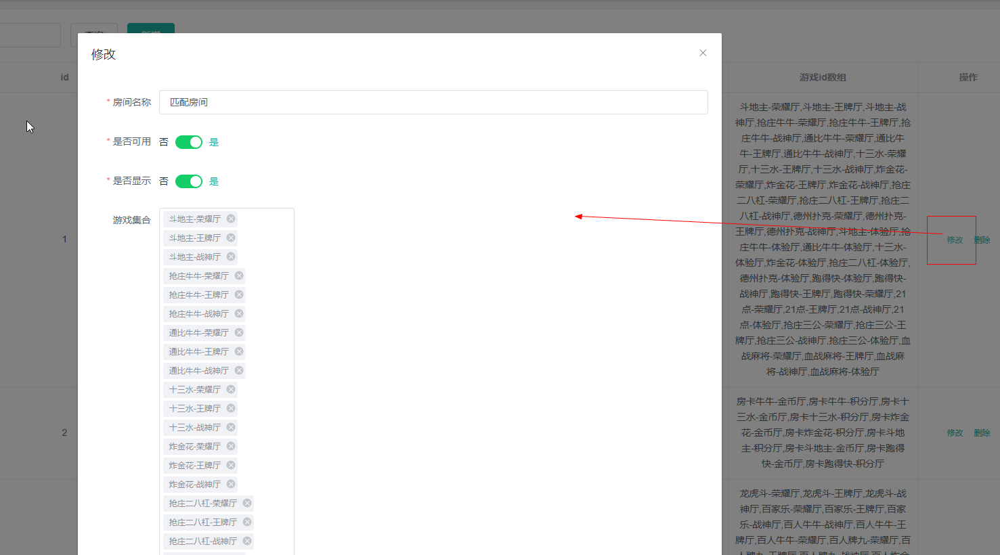 查询
新增
修改
id
游戏id数组
操作
* 房间名称
匹配房间
* 是否可用
否
是
* 是否显示
否
是
游戏集合
斗地主-荣耀厅
斗地主-王牌厅
斗地主-战神厅
抢庄牛牛-荣耀厅
抢庄牛牛-王牌厅
抢庄牛牛-战神厅
通比牛牛-荣耀厅
通比牛牛-王牌厅
通比牛牛-战神厅
十三水-荣耀厅
十三水-王牌厅
十三水-战神厅
炸金花-荣耀厅
炸金花-王牌厅
炸金花-战神厅
抢庄二八杠-荣耀厅
抢庄二八杠-王牌厅
抢庄二八杠-战神厅
1
斗地主-荣耀厅,斗地主-王牌厅,斗地主-战
神厅,抢庄牛牛-荣耀厅,抢庄牛牛-王牌厅,抢
庄牛牛-战神厅,通比牛牛-荣耀厅,通比牛
牛-王牌厅,通比牛牛-战神厅,十三水-荣耀
厅,十三水-王牌厅,十三水-战神厅,炸金花-
荣耀厅,炸金花-王牌厅,炸金花-战神厅,抢庄
二八杠-荣耀厅,抢庄二八杠-王牌厅,抢庄二
八杠-战神厅,德州扑克-荣耀厅,德州扑克-
王牌厅,德州扑克-战神厅,斗地主-体验厅,抢
庄牛牛-体验厅,通比牛牛-体验厅,十三水-
体验厅,炸金花-体验厅,抢庄二八杠-体验厅,
德州扑克-体验厅,跑得快-体验厅,跑得快-
战神厅,跑得快-王牌厅,跑得快-荣耀厅,21
点-荣耀厅,21点-王牌厅,21点-战神厅,21
点-体验厅,抢庄三公-荣耀厅,抢庄三公-王
牌厅,抢庄三公-战神厅,抢庄三公-体验厅,血
战麻将-荣耀厅,血战麻将-王牌厅,血战麻
将-战神厅,血战麻将-体验厅
修改
删除
2
房卡牛牛-金币厅,房卡牛牛-积分厅,房卡十
三水-金币厅,房卡十三水-积分厅,房卡炸金
花-金币厅,房卡炸金花-积分厅,房卡斗地
主-积分厅,房卡斗地主-金币厅,房卡跑得
快-金币厅,房卡跑得快-积分厅
修改
删除
龙虎斗-荣耀厅,龙虎斗-王牌厅,龙虎斗-战
神厅,百家乐-荣耀厅,百家乐-王牌厅,百家
乐-战神厅,百人牛牛-战神厅,百人牛牛-王
牌厅,百人牛牛-荣耀厅,百人牌九-荣耀厅,百